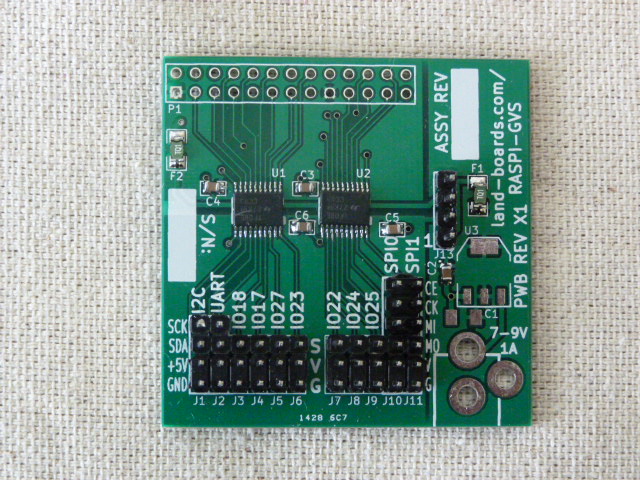 P1
F2
U1
U2
C4
C3
C6
C5
S/N:
ASSY REV
land-boards.com/
RASPI-GVS
PWB REV X1
F1
U3
J13
1
C1
7-9V
1A
I2C
UART
IO18
IO17
IO27
IO23
IO22
IO24
IO25
SPI0
SPI1
CE
CK
MI
MO
V
G
SCK
SDA
+5V
GND
S
V
G
J1 J2 J3 J4 J5 J6
J7 J8 J9 J10 J11
1428 6C7